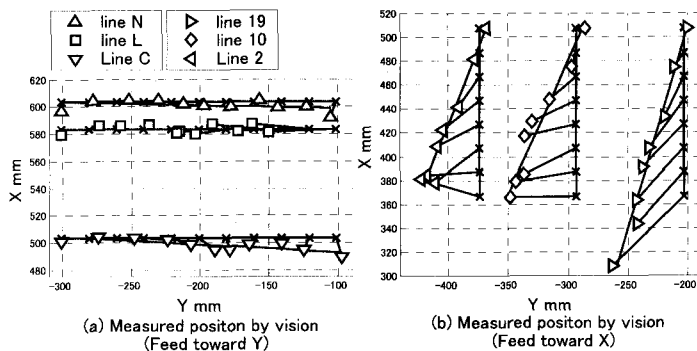 line N
line L
Line C
line 19
line 10
Line 2
620
600
580
560
540
520
500
480
X mm
-300
-250
-200
-150
-100
Y mm
(a) Measured positon by vision
(Feed toward Y)
520
500
480
460
440
420
400
380
360
340
320
300
X mm
-400
-300
-200
Y mm
(b) Measured positon by vision
(Feed toward X)